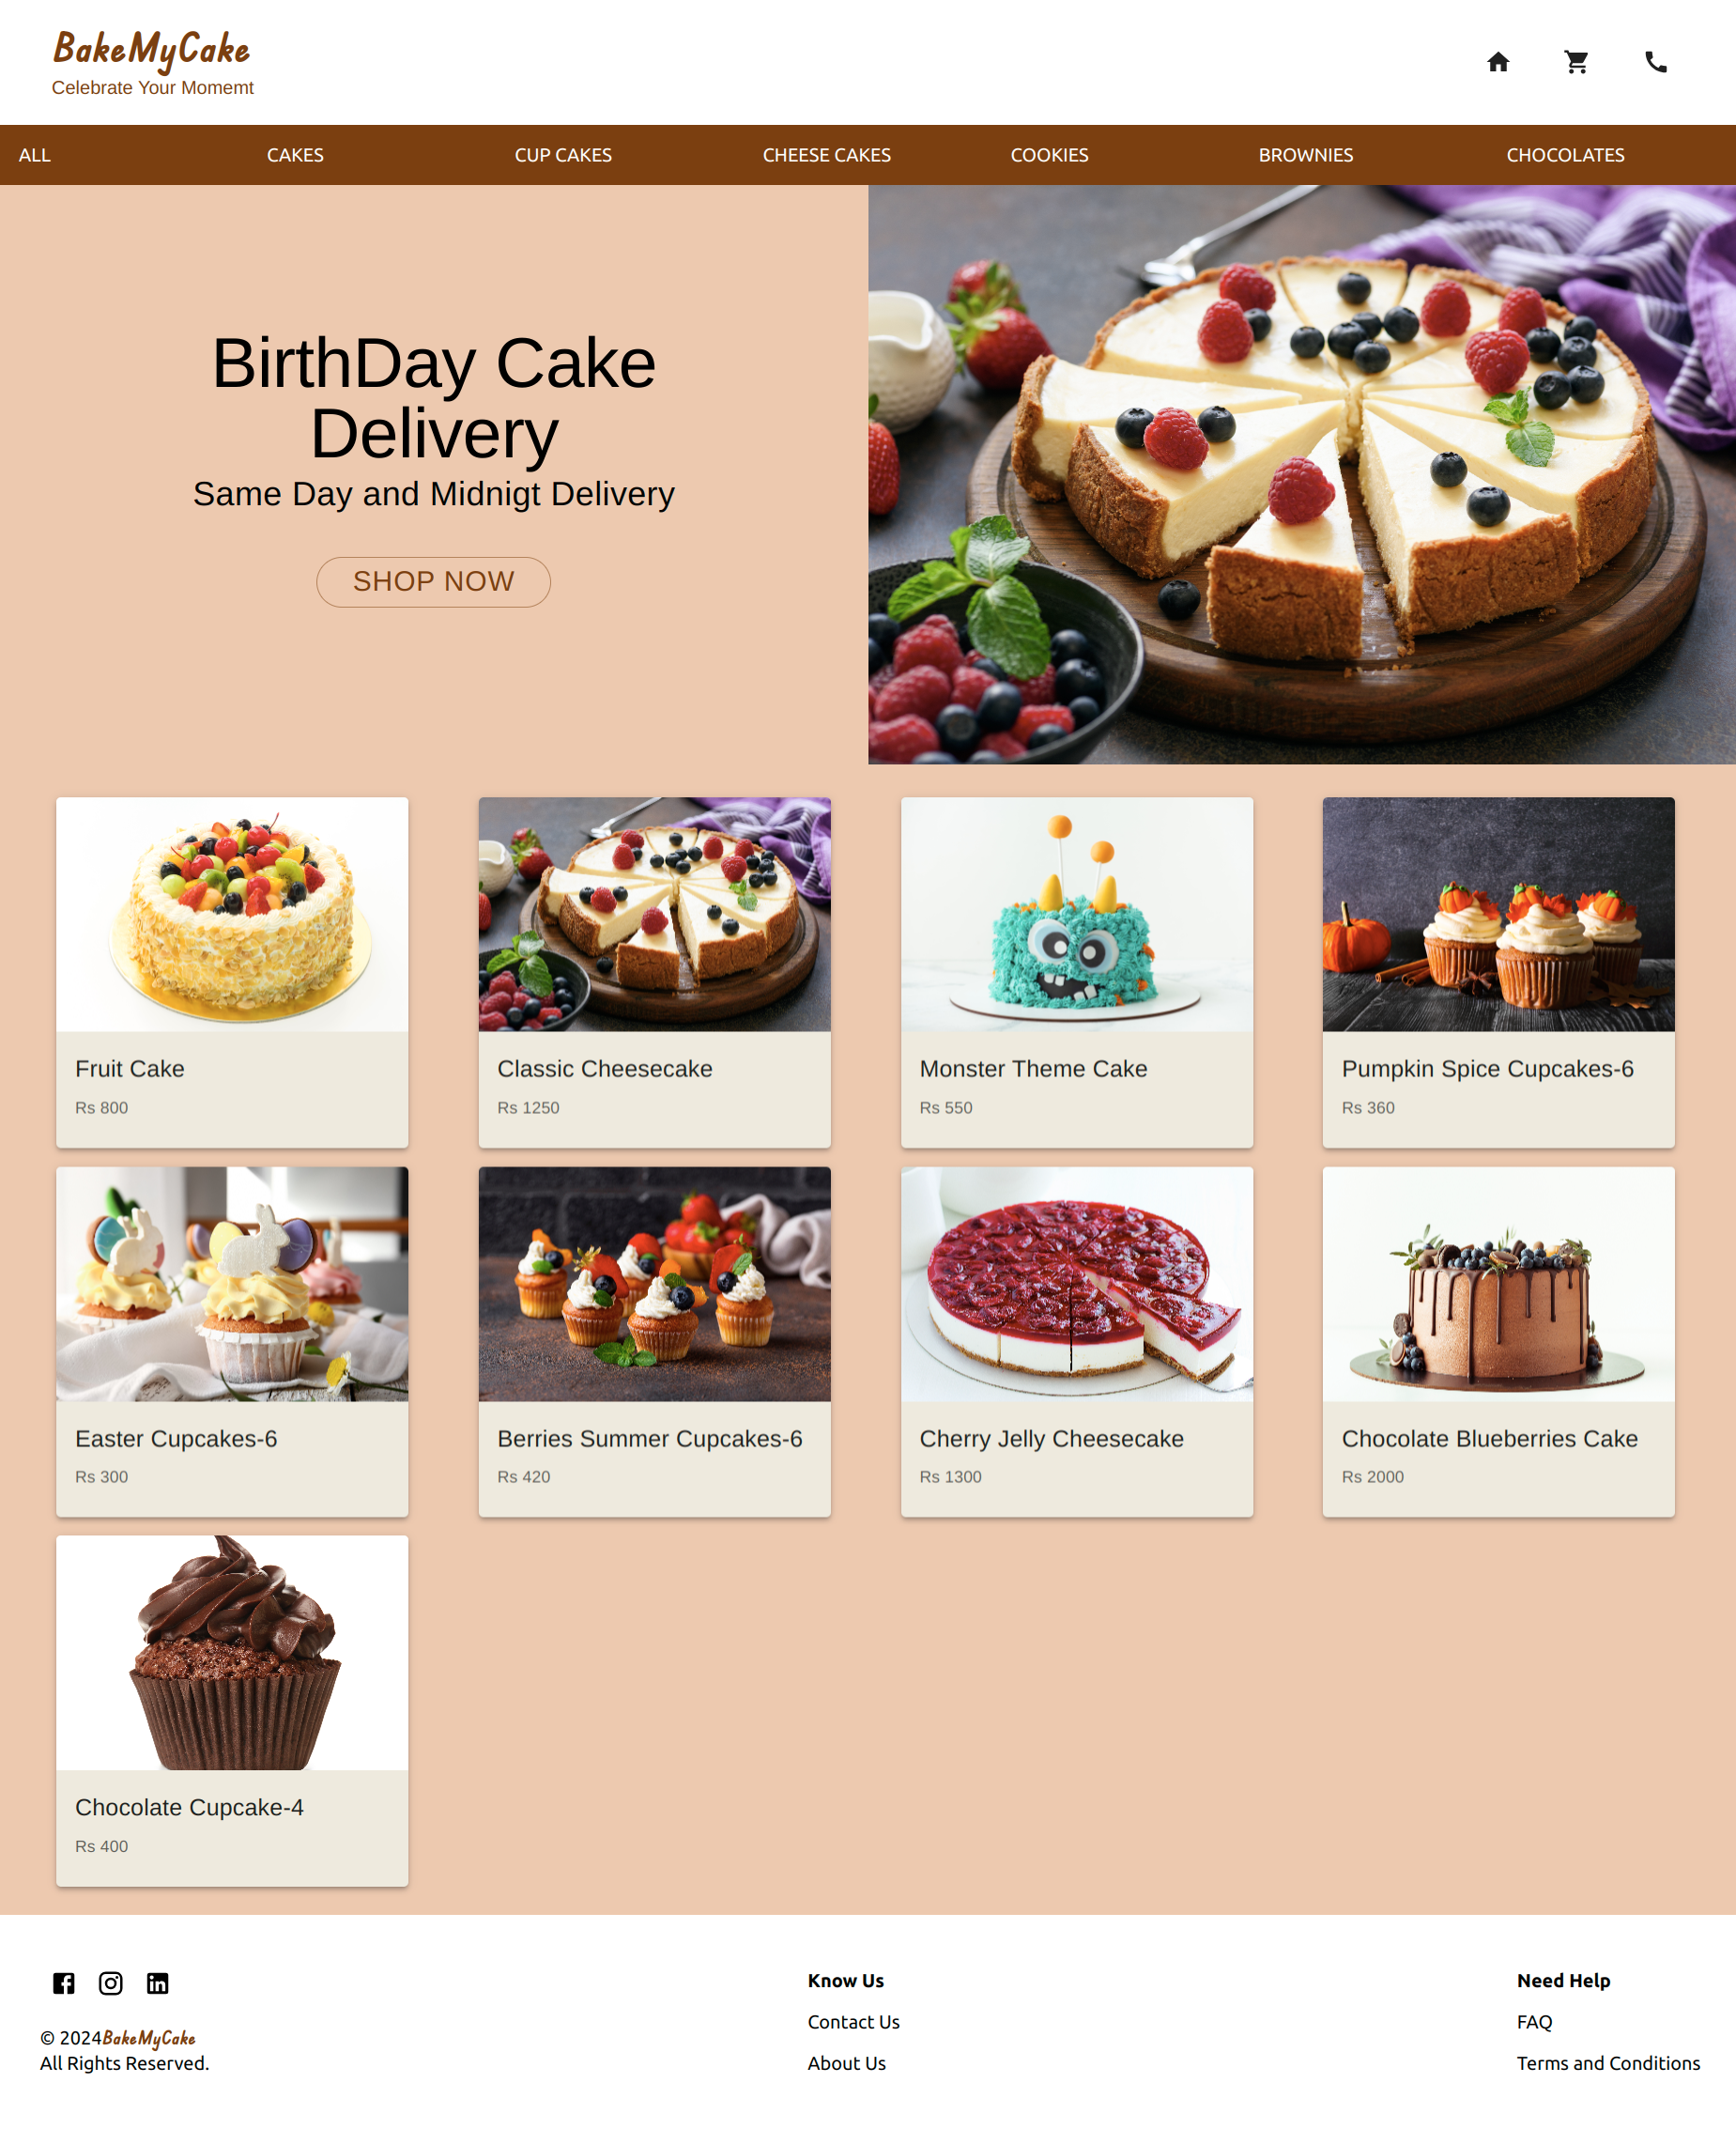 BakeMyCake
Celebrate Your Momemt
ALL
CAKES
CUP CAKES
CHEESE CAKES
COOKIES
BROWNIES
CHOCOLATES
BirthDay Cake
Delivery
Same Day and Midnigt Delivery
SHOP NOW
Fruit Cake
Rs 800
Classic Cheesecake
Rs 1250
Monster Theme Cake
Rs 550
Pumpkin Spice Cupcakes-6
Rs 360
Easter Cupcakes-6
Rs 300
Berries Summer Cupcakes-6
Rs 420
Cherry Jelly Cheesecake
Rs 1300
Chocolate Blueberries Cake
Rs 2000
Chocolate Cupcake-4
Rs 400
© 2024BakeMyCake
All Rights Reserved.
Know Us
Contact Us
About Us
Need Help
FAQ
Terms and Conditions